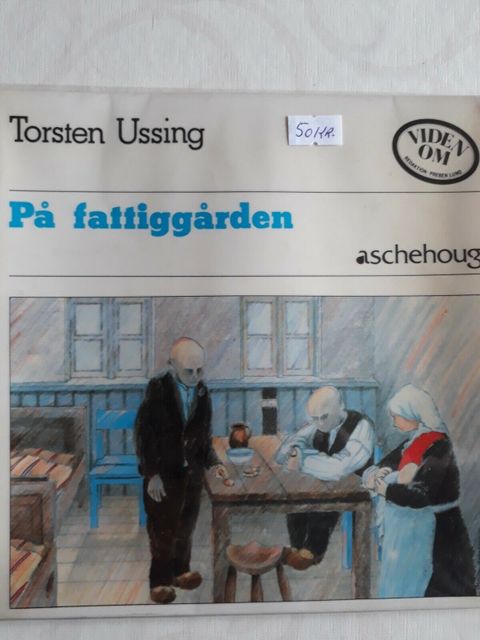 Torsten Ussing
50 KR.
VIDEN
OM
REDAKTION PREBEN LUND
På fattiggården
aschehoug